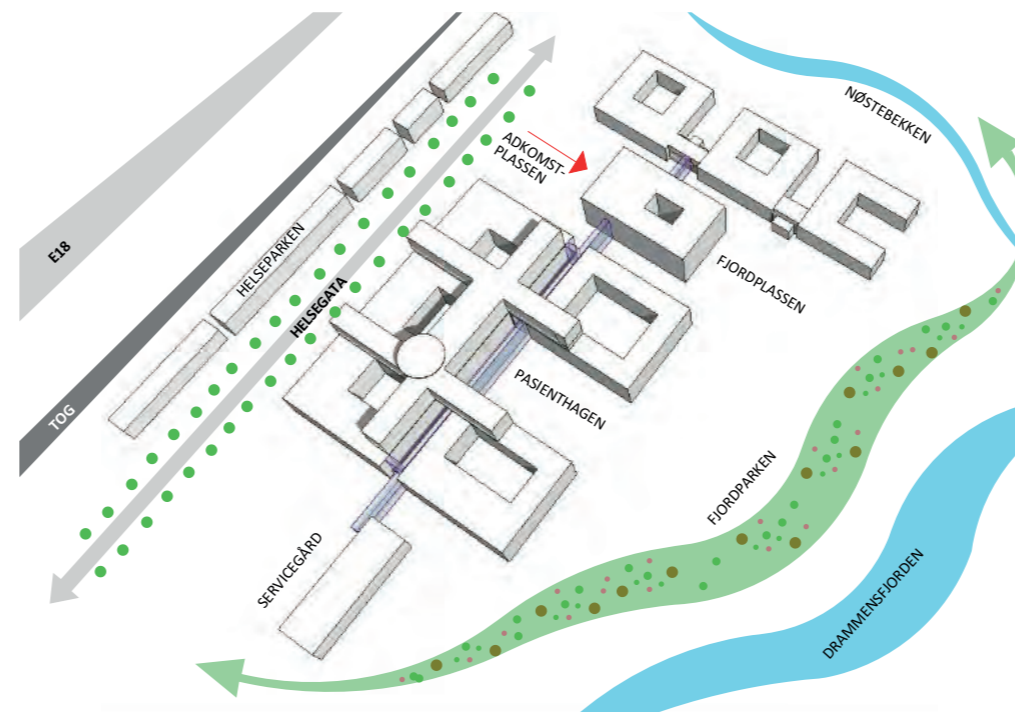 NØSTEBEKKEN
ADKOMST-
PLASSEN
E18
HELSEPARKEN
FJORDPLASSEN
HELSEGATA
PASIENTHAGEN
TOG
FJORDPARKEN
SERVICEGÅRD
DRAMMENSFJORDEN